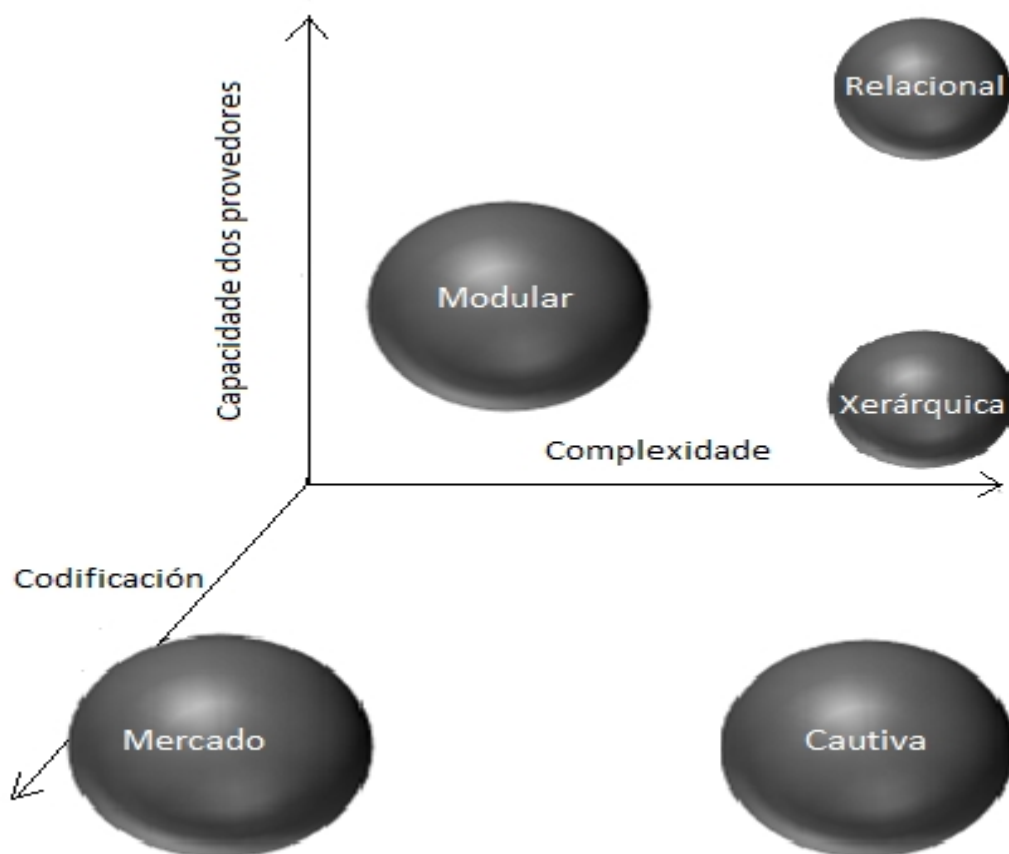 Capacidade dos provedores
Relacional
Modular
Xerárquica
Complexidade
Codificación
Mercado
Cautiva